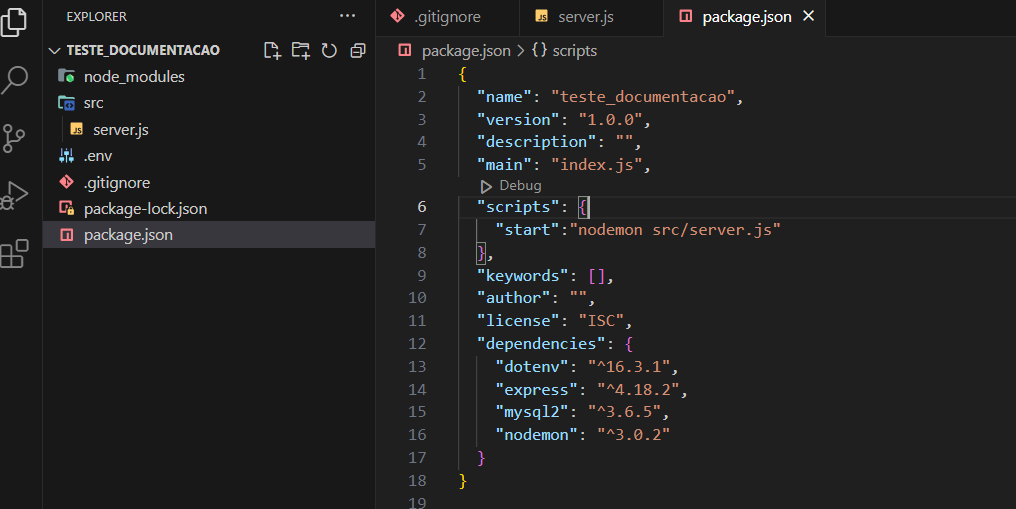 EXPLORER
TESTE_DOCUMENTACAO
node_modules
src
JS server.js
.env
.gitignore
package-lock.json
package.json
.gitignore
JS server.js
package.json
package.json > {} scripts
1 {
2 "name": "teste_documentacao",
3 "version": "1.0.0",
4 "description": "",
5 "main": "index.js",
Debug
6 "scripts": {
7 "start":"nodemon src/server.js"
8 },
9 "keywords": [],
10 "author": "",
11 "license": "ISC",
12 "dependencies": {
13 "dotenv": "^16.3.1",
14 "express": "^4.18.2",
15 "mysql2": "^3.6.5",
16 "nodemon": "^3.0.2"
17 }
18 }
19